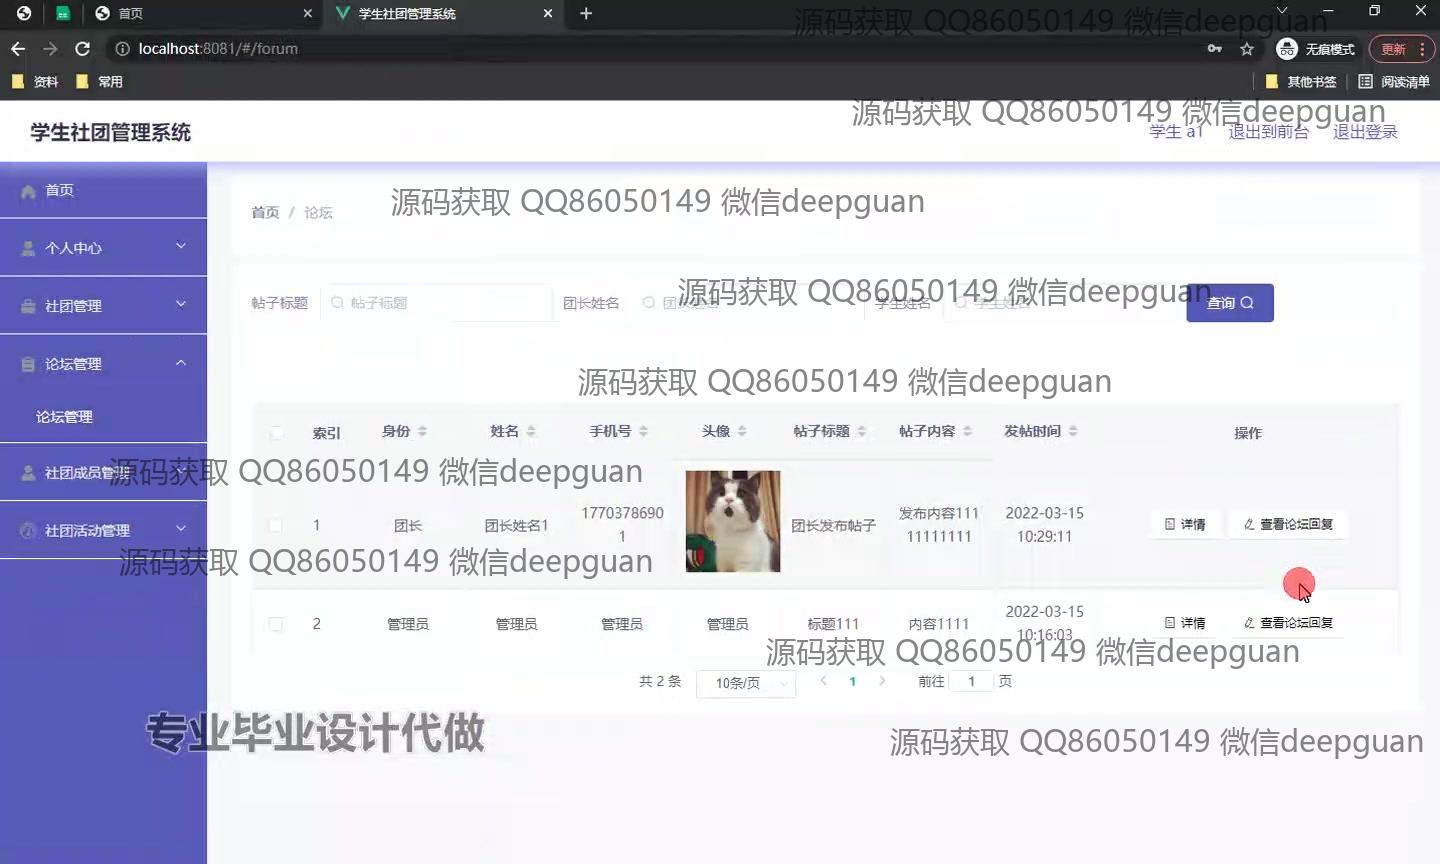 首页
学生社团管理系统
源码获取 QQ86050149 微信deepguan
localhost:8081/#/forum
无痕模式
更新
资料
常用
其他书签
阅读清单
学生社团管理系统
源码获取 QQ86050149 微信deepguan
学生 a1 退出到前台 退出登录
首页
个人中心
社团管理
论坛管理
论坛管理
社团成员管理
社团活动管理
源码获取 QQ86050149 微信deepguan
首页 / 论坛
源码获取 QQ86050149 微信deepguan
帖子标题 帖子标题 团长姓名 团长姓名 学生姓名 学生姓名 查询
源码获取 QQ86050149 微信deepguan
索引 身份 姓名 手机号 头像 帖子标题 帖子内容 发帖时间 操作
源码获取 QQ86050149 微信deepguan
1 团长 团长姓名1 1770378690 1 团长发布帖子 发布内容111 11111111 2022-03-15 10:29:11 详情 查看论坛回复
源码获取 QQ86050149 微信deepguan
2 管理员 管理员 管理员 管理员 标题111 内容1111 2022-03-15 10:16:03 详情 查看论坛回复
源码获取 QQ86050149 微信deepguan
共 2 条 10条/页 1 前往 1 页
专业毕业设计代做
源码获取 QQ86050149 微信deepguan